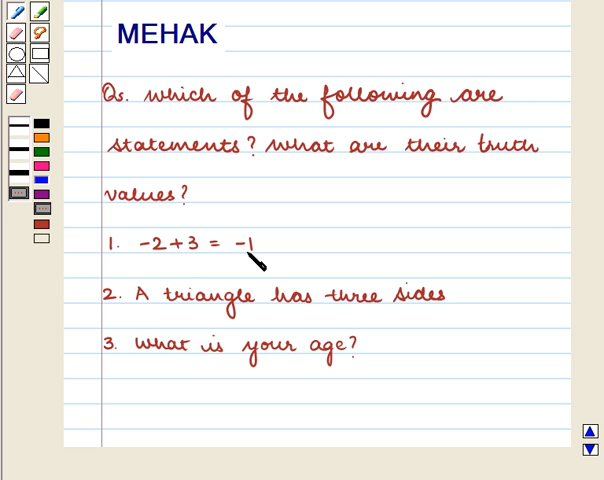 MEHAK
Qs. Which of the following are
statements? What are their truth
values?
1. -2 + 3 = -1
2. A triangle has three sides
3. What is your age?